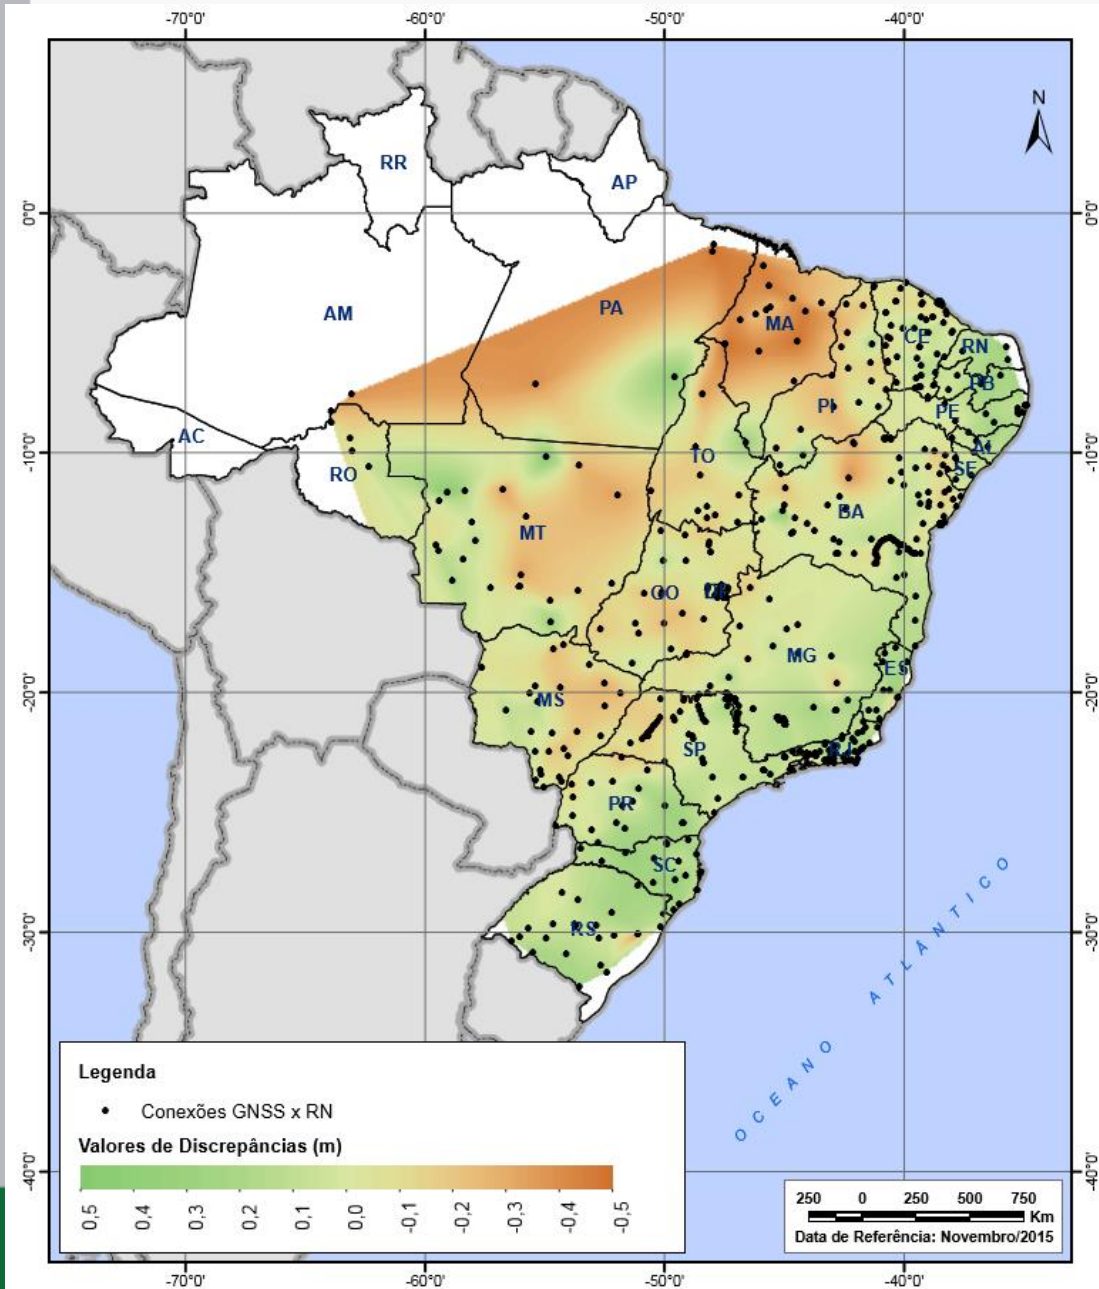 -70°0' -60°0' -50°0' -40°0'
N
RR
AP
0°0' 0°0'
AM
PA
MA
CE
RN
PB
PI
PE
AC
AL
-10°0' -10°0'
RO
TO
SE
BA
MT
GO
MG
ES
-20°0' -20°0'
MS
SP
RJ
PR
SC
RS
-30°0' -30°0'
OCEANO ATLÂNTICO
Legenda
Conexões GNSS x RN
Valores de Discrepâncias (m)
0,5 0,4 0,3 0,2 0,1 0,0 -0,1 -0,2 -0,3 -0,4 -0,5
-40°0' -40°0'
250 0 250 500 750
Km
Data de Referência: Novembro/2015
-70°0' -60°0' -50°0' -40°0'